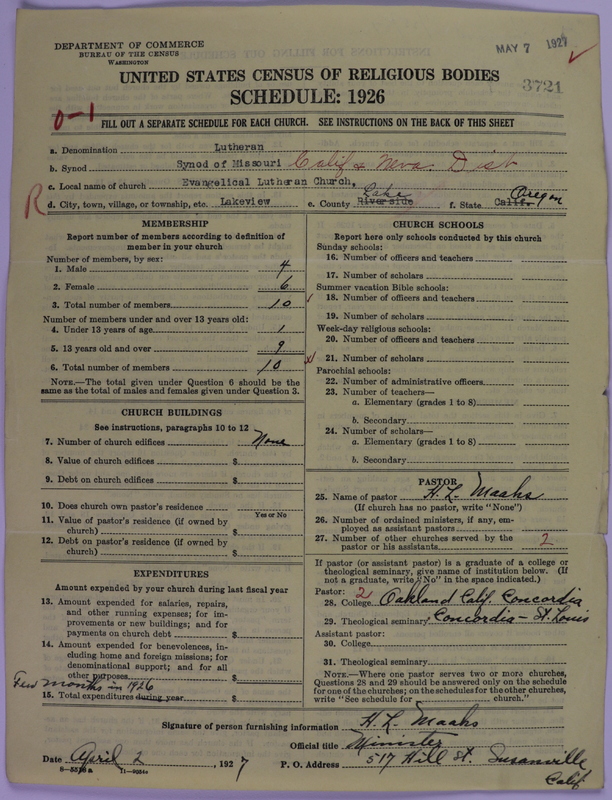 DEPARTMENT OF COMMERCE
BUREAU OF THE CENSUS
WASHINGTON
MAY 7 1927
UNITED STATES CENSUS OF RELIGIOUS BODIES
SCHEDULE: 1926
3721
0-1
FILL OUT A SEPARATE SCHEDULE FOR EACH CHURCH. SEE INSTRUCTIONS ON THE BACK OF THIS SHEET
a. Denomination Lutheran
b. Synod Synod of Missouri Calif & Neva. Dist
c. Local name of church Evangelical Lutheran Church,
R d. City, town, village, or township, etc. Lakeview e. County Riverside Lake f. State Calif. Oregon
MEMBERSHIP
Report number of members according to definition of
member in your church
Number of members, by sex:
1. Male 4
2. Female 6
3. Total number of members 10
Number of members under and over 13 years old:
4. Under 13 years of age 1
5. 13 years old and over 9
6. Total number of members 10
NOTE.—The total given under Question 6 should be the
same as the total of males and females given under Question 3.
CHURCH BUILDINGS
See instructions, paragraphs 10 to 12
7. Number of church edifices None
8. Value of church edifices $
9. Debt on church edifices $
10. Does church own pastor's residence
Yes or No
11. Value of pastor's residence (if owned by
church) $
12. Debt on pastor's residence (if owned by
church) $
EXPENDITURES
Amount expended by your church during last fiscal year
13. Amount expended for salaries, repairs,
and other running expenses; for im-
provements or new buildings; and for
payments on church debt $
14. Amount expended for benevolences, in-
cluding home and foreign missions; for
denominational support; and for all
other purposes $
Few months in 1926
15. Total expenditures during year $
CHURCH SCHOOLS
Report here only schools conducted by this church
Sunday schools:
16. Number of officers and teachers
17. Number of scholars
Summer vacation Bible schools:
18. Number of officers and teachers
19. Number of scholars
Week-day religious schools:
20. Number of officers and teachers
21. Number of scholars
Parochial schools:
22. Number of administrative officers
23. Number of teachers—
a. Elementary (grades 1 to 8)
b. Secondary
24. Number of scholars—
a. Elementary (grades 1 to 8)
b. Secondary
PASTOR
25. Name of pastor H. L. Maahs
(If church has no pastor, write "None")
26. Number of ordained ministers, if any, em-
ployed as assistant pastors
27. Number of other churches served by the
pastor or his assistants 2
If pastor (or assistant pastor) is a graduate of a college or
theological seminary, give name of institution below. (If
not a graduate, write "No" in the space indicated.)
Pastor: 2
28. College Oakland Calif. Concordia
29. Theological seminary Concordia - St. Louis
Assistant pastor:
30. College
31. Theological seminary
NOTE.—Where one pastor serves two or more churches,
Questions 28 and 29 should be answered only on the schedule
for one of the churches; on the schedules for the other churches,
write "See schedule for church."
Signature of person furnishing information H. L. Maahs
Official title Minister
Date April 2, 1927 P. O. Address 517 Hill St. Susanville
Calif